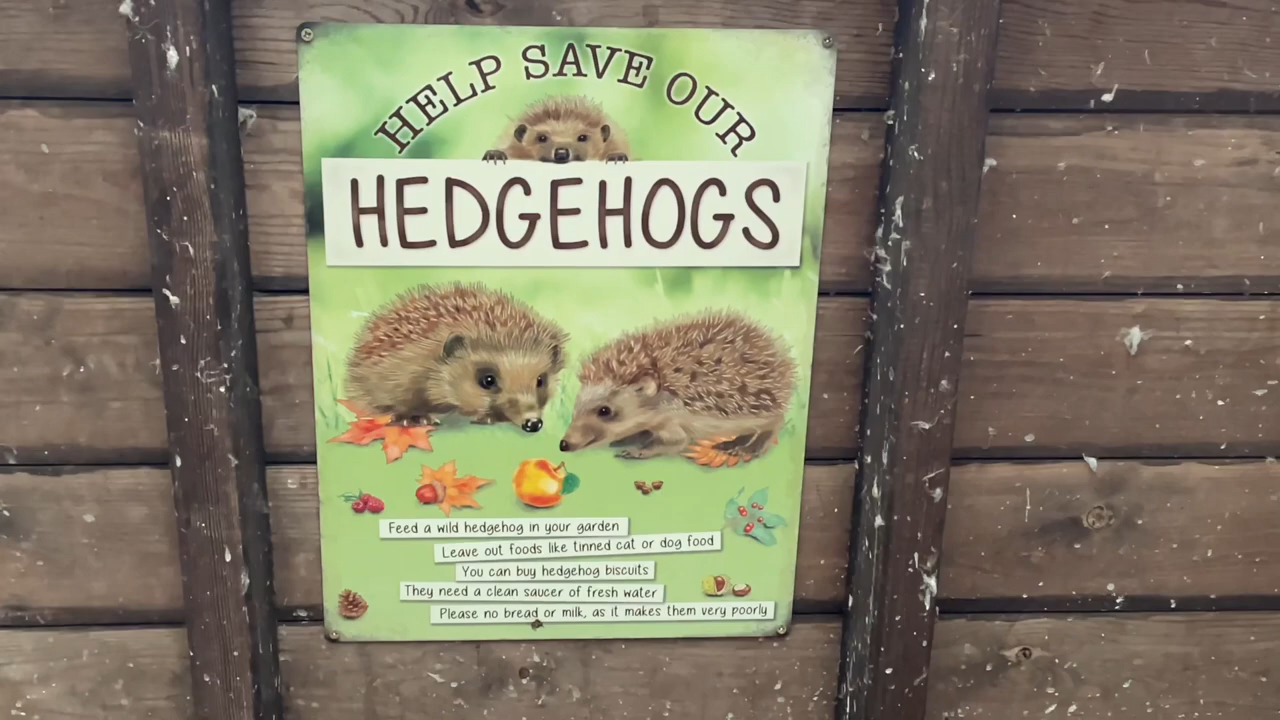 HELP SAVE OUR
HEDGEHOGS
Feed a wild hedgehog in your garden
Leave out foods like tinned cat or dog food
You can buy hedgehog biscuits
They need a clean saucer of fresh water
Please no bread or milk, as it makes them very poorly